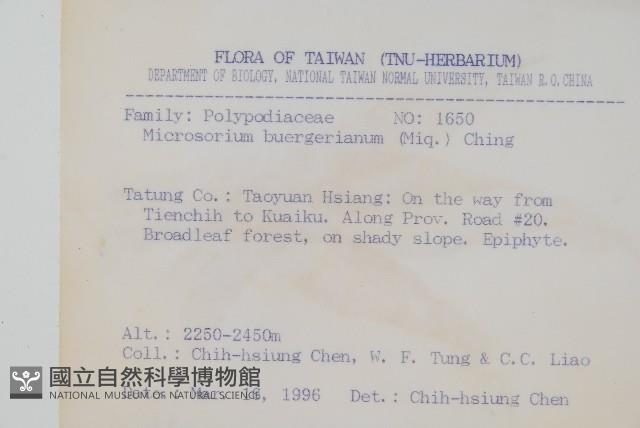 FLORA OF TAIWAN (TNU-HERBARIUM)
DEPARTMENT OF BIOLOGY, NATIONAL TAIWAN NORMAL UNIVERSITY, TAIWAN R.O.CHINA
Family: Polypodiaceae NO: 1650
Microsorium buergerianum (Miq.) Ching
Tatung Co.: Taoyuan Hsiang: On the way from
Tienchih to Kuaiku. Along Prov. Road #20.
Broadleaf forest, on shady slope. Epiphyte.
Alt.: 2250-2450m
Coll.: Chih-hsiung Chen, W. F. Tung & C.C. Liao
國立自然科學博物館
NATIONAL MUSEUM OF NATURAL SCIENCE
1996 Det.: Chih-hsiung Chen